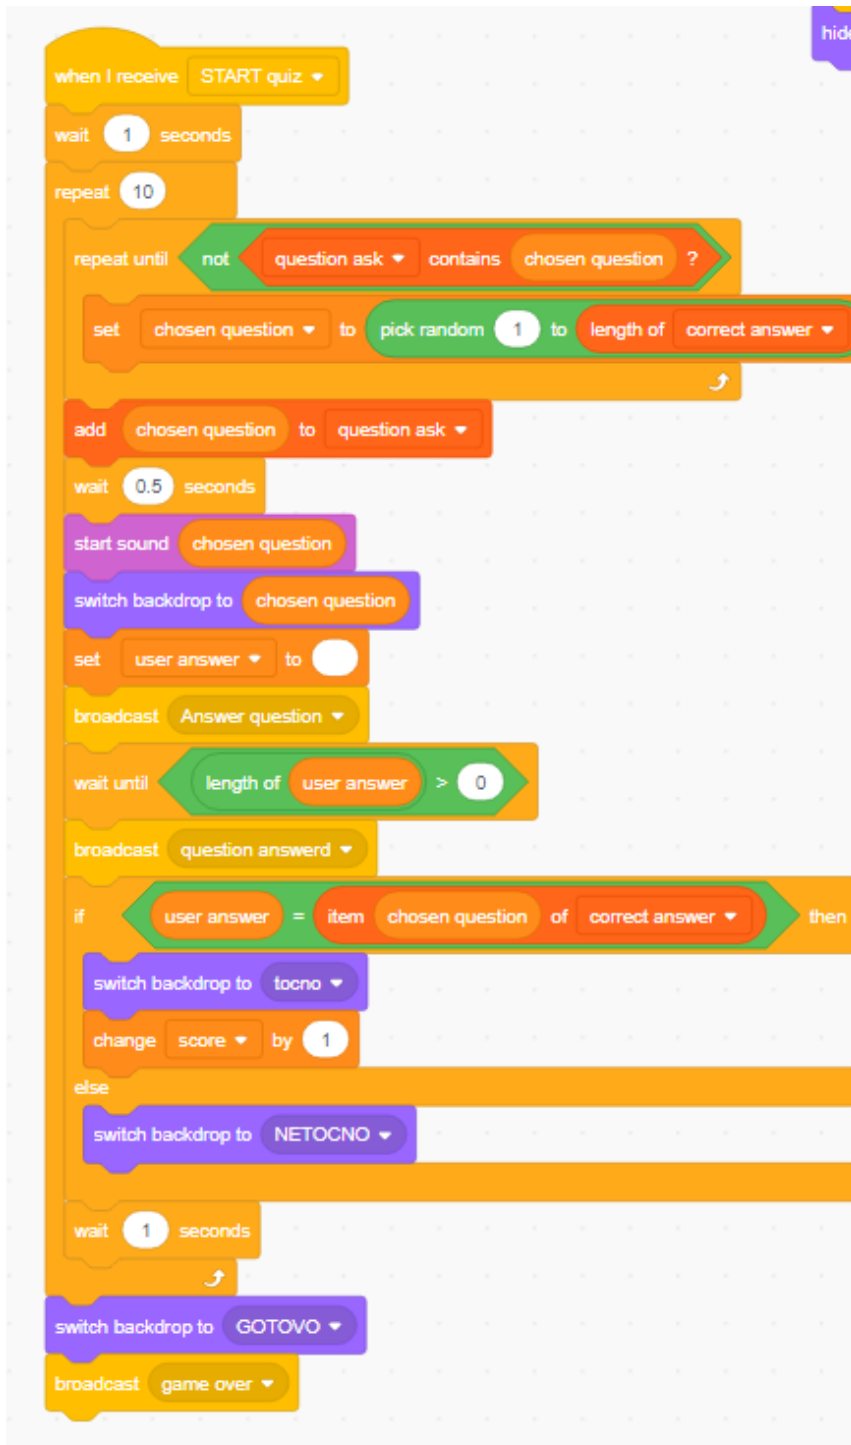 hide
when I receive START quiz
wait 1 seconds
repeat 10
repeat until not question ask contains chosen question ?
set chosen question to pick random 1 to length of correct answer
add chosen question to question ask
wait 0.5 seconds
start sound chosen question
switch backdrop to chosen question
set user answer to
broadcast Answer question
wait until length of user answer > 0
broadcast question answerd
if user answer = item chosen question of correct answer then
switch backdrop to tocno
change score by 1
else
switch backdrop to NETOCNO
wait 1 seconds
switch backdrop to GOTOVO
broadcast game over